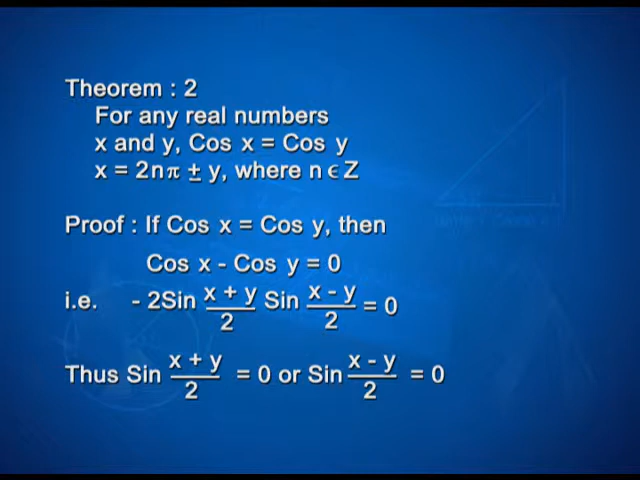 Theorem : 2
For any real numbers
x and y, Cos x = Cos y
x = 2nπ ± y, where n ϵ Z
Proof : If Cos x = Cos y, then
Cos x - Cos y = 0
i.e. - 2Sin (x + y)/2 Sin (x - y)/2 = 0
Thus Sin (x + y)/2 = 0 or Sin (x - y)/2 = 0